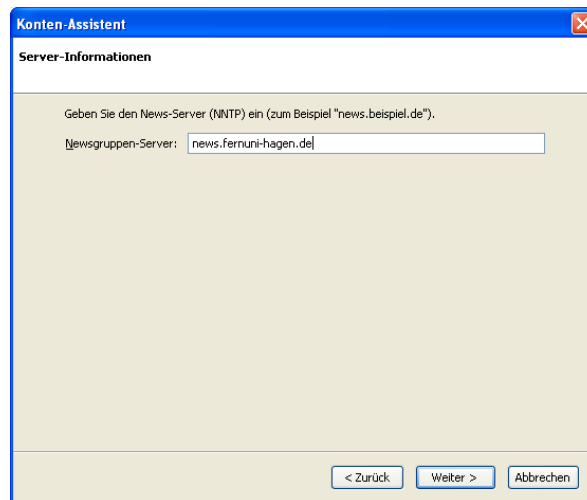 Konten-Assistent
Server-Informationen
Geben Sie den News-Server (NNTP) ein (zum Beispiel "news.beispiel.de").
Newsgruppen-Server: news.fernuni-hagen.de
< Zurück Weiter > Abbrechen